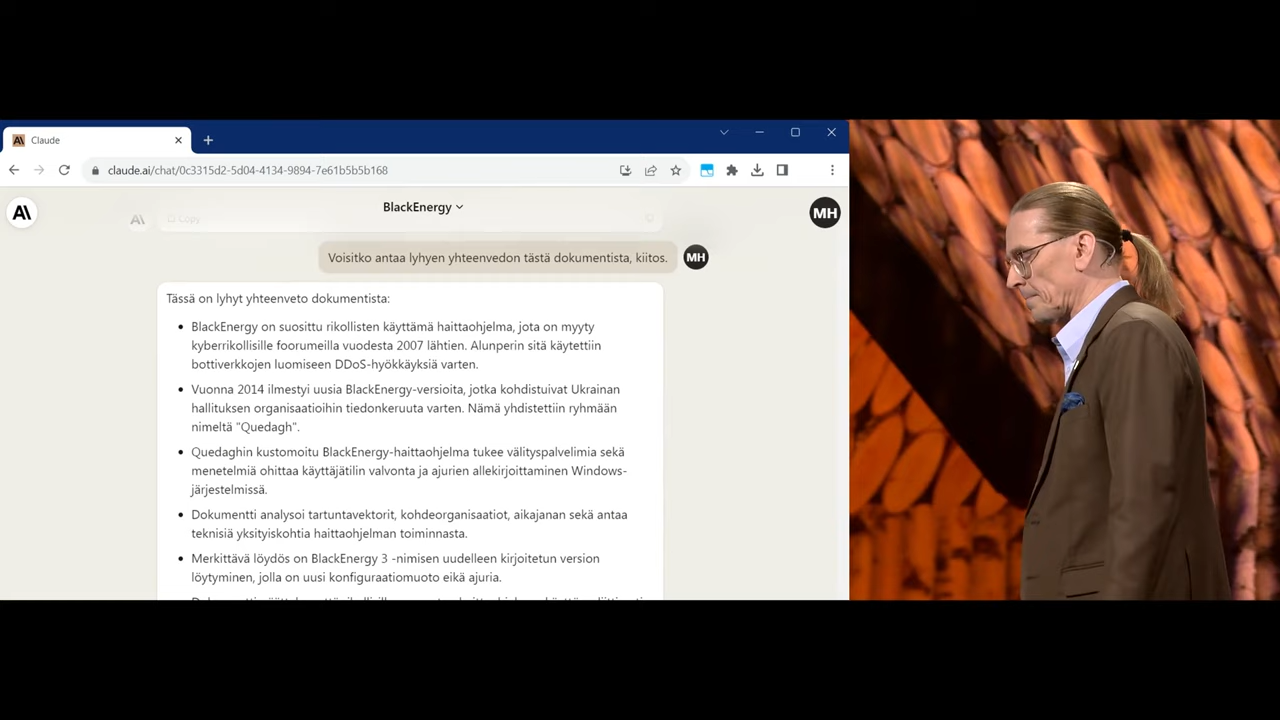 Claude
claude.ai/chat/0c3315d2-5d04-4134-9894-7e61b5b5b168
BlackEnergy
MH
Copy
Voisitko antaa lyhyen yhteenvedon tästä dokumentista, kiitos.
MH
Tässä on lyhyt yhteenveto dokumentista:
• BlackEnergy on suosittu rikollisten käyttämä haittaohjelma, jota on myyty
kyberrikollisille foorumeilla vuodesta 2007 lähtien. Alunperin sitä käytettiin
bottiverkkojen luomiseen DDoS-hyökkäyksiä varten.
• Vuonna 2014 ilmestyi uusia BlackEnergy-versioita, jotka kohdistuivat Ukrainan
hallituksen organisaatioihin tiedonkeruuta varten. Nämä yhdistettiin ryhmään
nimeltä "Quedagh".
• Quedaghin kustomoitu BlackEnergy-haittaohjelma tukee välityspalvelimia sekä
menetelmiä ohittaa käyttäjätilin valvonta ja ajurien allekirjoittaminen Windows-
järjestelmissä.
• Dokumentti analysoi tartuntavektorit, kohdeorganisaatiot, aikajanan sekä antaa
teknisiä yksityiskohtia haittaohjelman toiminnasta.
• Merkittävä löydös on BlackEnergy 3 -nimisen uudelleen kirjoitetun version
löytyminen, jolla on uusi konfiguraatiomuoto eikä ajuria.